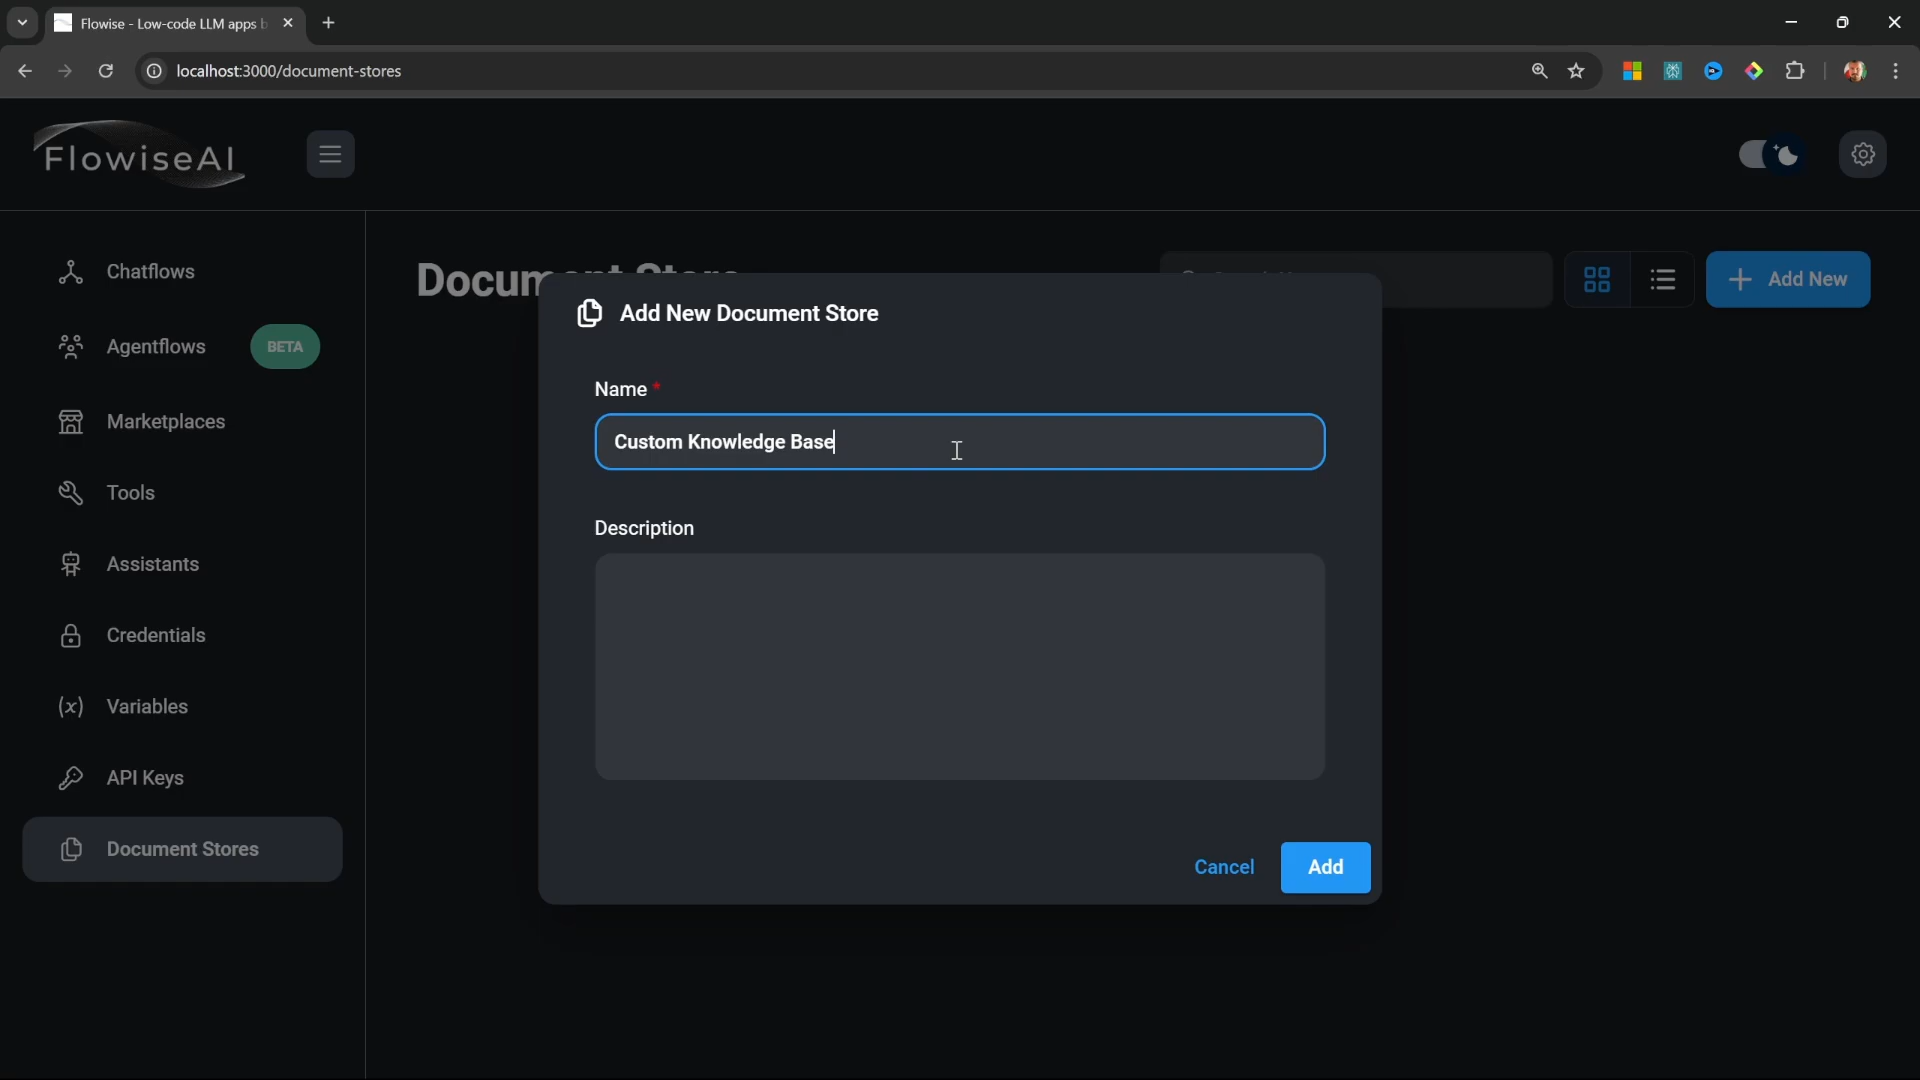 Flowise - Low-code LLM apps b
localhost:3000/document-stores
FlowiseAI
Chatflows
Agentflows BETA
Marketplaces
Tools
Assistants
Credentials
Variables
API Keys
Document Stores
Add New
Add New Document Store
Name *
Custom Knowledge Base
Description
Cancel Add